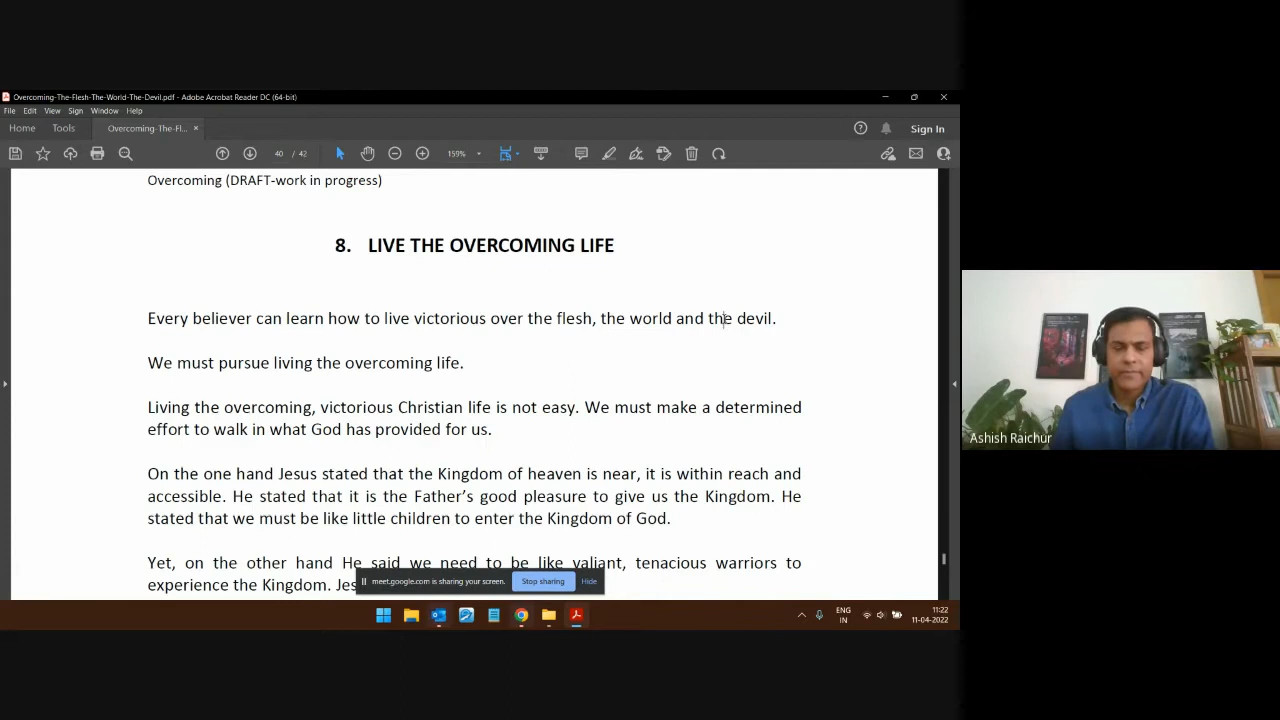 Overcoming-The-Flesh-The-World-The-Devil.pdf - Adobe Acrobat Reader DC (64-bit)
File Edit View Sign Window Help
Home Tools Overcoming-The-Fl... × Sign In
40 / 42 159%
Overcoming (DRAFT-work in progress)
8. LIVE THE OVERCOMING LIFE
Every believer can learn how to live victorious over the flesh, the world and the devil.
We must pursue living the overcoming life.
Living the overcoming, victorious Christian life is not easy. We must make a determined
effort to walk in what God has provided for us.
On the one hand Jesus stated that the Kingdom of heaven is near, it is within reach and
accessible. He stated that it is the Father's good pleasure to give us the Kingdom. He
stated that we must be like little children to enter the Kingdom of God.
Yet, on the other hand He said we need to be like valiant, tenacious warriors to
experience the Kingdom. Jes
meet.google.com is sharing your screen. Stop sharing Hide
ENG
IN
11:22
11-04-2022
Ashish Raichur